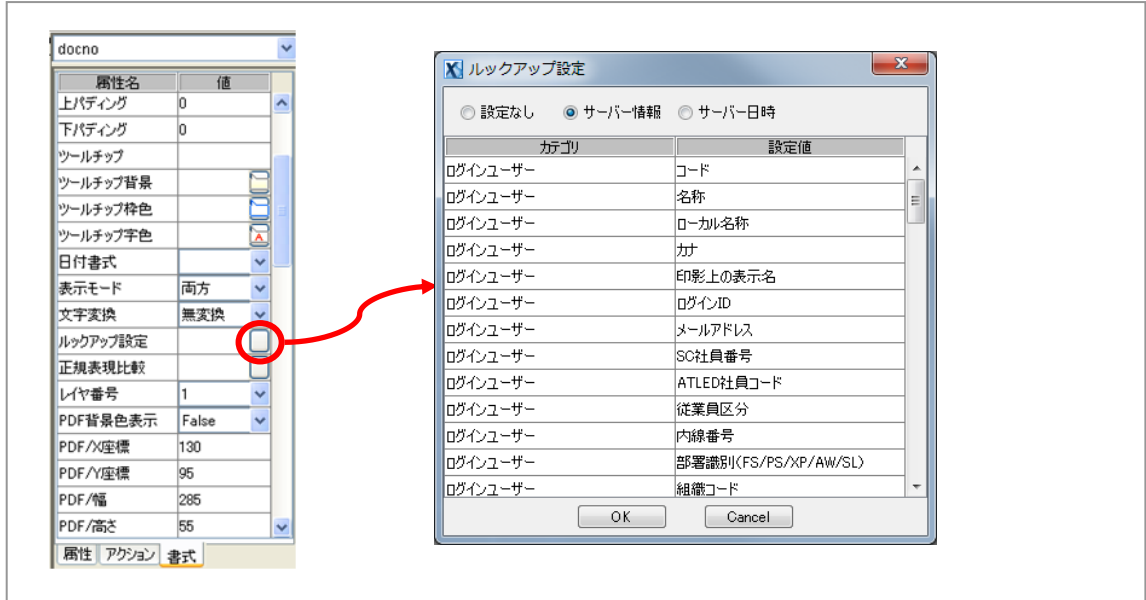 docno
属性名 値
上パディング 0
下パディング 0
ツールチップ
ツールチップ背景
ツールチップ枠色
ツールチップ字色 A
日付書式
表示モード 両方
文字変換 無変換
ルックアップ設定
正規表現比較
レイヤ番号 1
PDF背景色表示 False
PDF/X座標 130
PDF/Y座標 95
PDF/幅 285
PDF/高さ 55
属性 アクション 書式
ルックアップ設定
設定なし サーバー情報 サーバー日時
カテゴリ 設定値
ログインユーザー コード
ログインユーザー 名称
ログインユーザー ローカル名称
ログインユーザー カナ
ログインユーザー 印影上の表示名
ログインユーザー ログインID
ログインユーザー メールアドレス
ログインユーザー SC社員番号
ログインユーザー ATLED社員コード
ログインユーザー 従業員区分
ログインユーザー 内線番号
ログインユーザー 部署識別(FS/PS/XP/AW/SL)
ログインユーザー 組織コード
OK Cancel